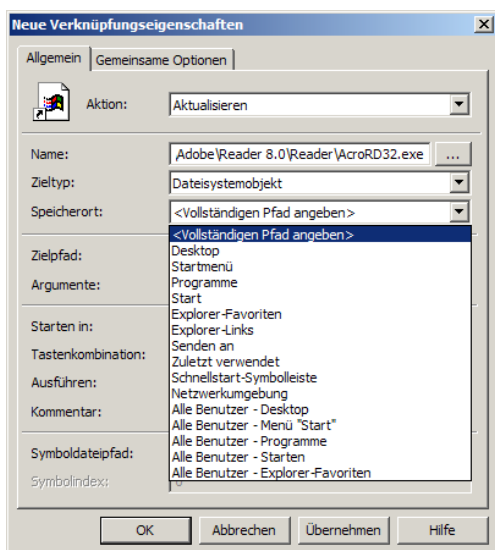 Neue Verknüpfungseigenschaften
Allgemein Gemeinsame Optionen
Aktion: Aktualisieren
Name: Adobe\Reader 8.0\Reader\AcroRD32.exe ...
Zieltyp: Dateisystemobjekt
Speicherort: <Vollständigen Pfad angeben>
<Vollständigen Pfad angeben>
Zielpfad: Desktop
Startmenü
Argumente: Programme
Start
Explorer-Favoriten
Starten in: Explorer-Links
Senden an
Tastenkombination: Zuletzt verwendet
Ausführen: Schnellstart-Symbolleiste
Netzwerkumgebung
Kommentar: Alle Benutzer - Desktop
Alle Benutzer - Menü "Start"
Alle Benutzer - Programme
Symboldateipfad: Alle Benutzer - Starten
Alle Benutzer - Explorer-Favoriten
Symbolindex:
OK Abbrechen Übernehmen Hilfe